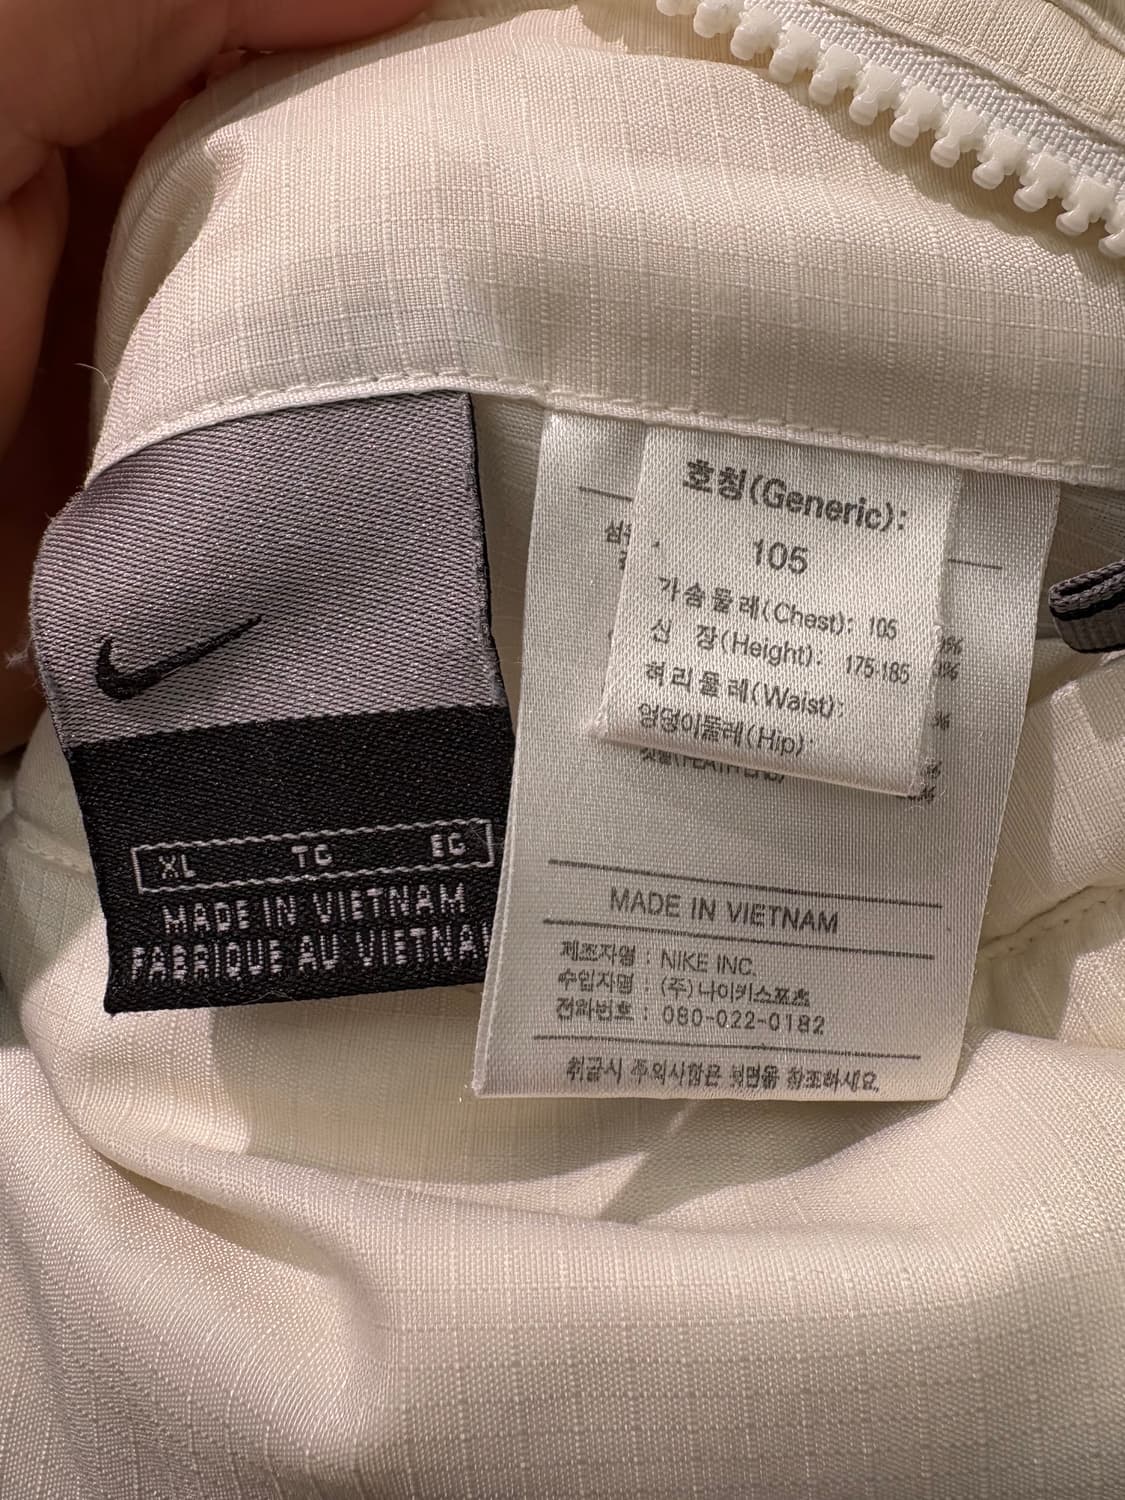 XL TG EG
MADE IN VIETNAM
FABRIQUE AU VIETNAM
호칭(Generic):
105
가슴둘레(Chest): 105
신 장(Height): 175-185
허리둘레(Waist):
엉덩이둘레(Hip)
MADE IN VIETNAM
제조자명 : NIKE INC.
수입자명 : (주)나이키스포츠
전화번호 : 080-022-0182
취급시 주의사항은 뒷면을 참조하세요.